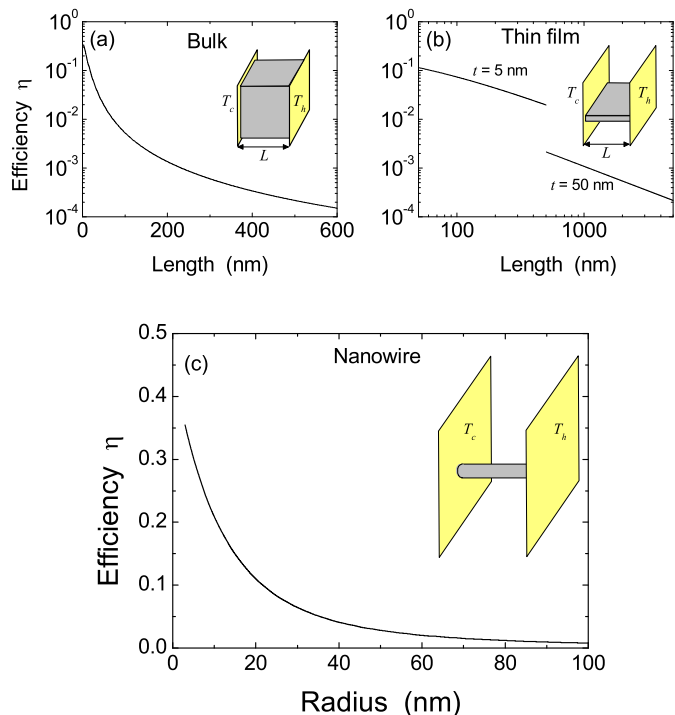 (a)
Bulk
10^0
10^-1
10^-2
10^-3
10^-4
Efficiency η
T_c
T_h
L
0
200
400
600
Length (nm)
(b)
Thin film
10^0
10^-1
10^-2
10^-3
10^-4
t = 5 nm
t = 50 nm
T_c
T_h
L
100
1000
Length (nm)
(c)
Nanowire
0.5
0.4
0.3
0.2
0.1
0.0
Efficiency η
T_c
T_h
0
20
40
60
80
100
Radius (nm)